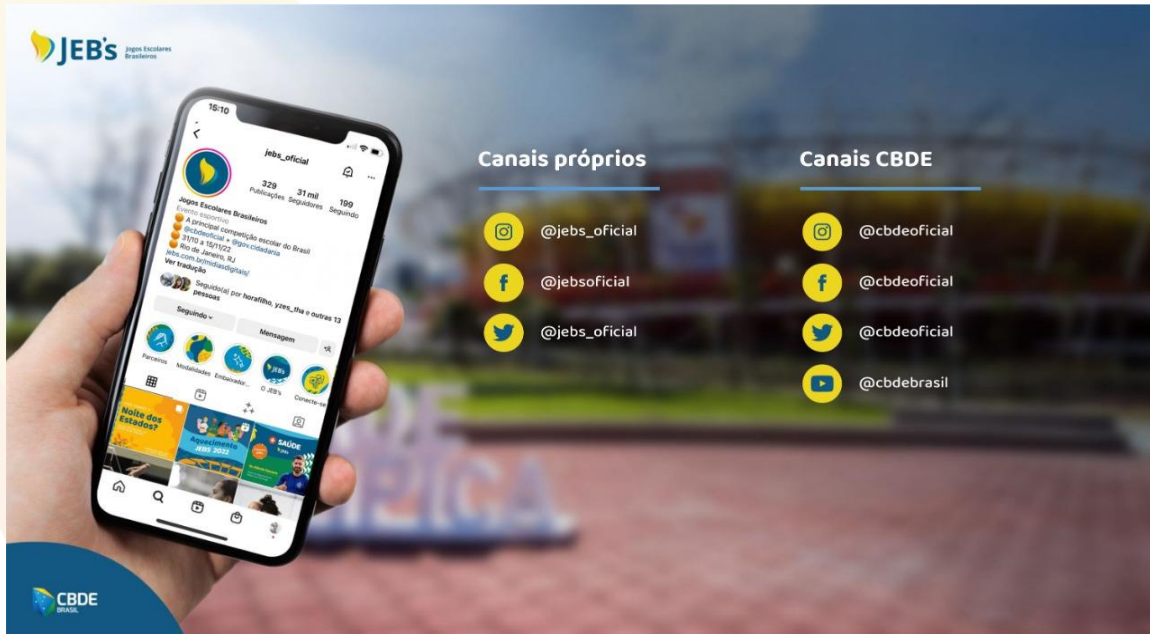 JEB's Jogos Escolares
Brasileiros
15:10
jebs_oficial
329 31 mil 199
Publicações Seguidores Seguindo
Jogos Escolares Brasileiros
Evento esportivo
A principal competição escolar do Brasil
@cbdeoficial + @gov.cidadania
31/10 a 15/11/22
Rio de Janeiro, RJ
jebs.com.br/midiasdigitais/
Ver tradução
Seguido(a) por horafilho, yzes_tha e outras 13
pessoas
Seguindo Mensagem
Parceiros Modalidades Embaixador... O JEB's Conecte-se
JEBs
Noite dos
Estados?
Aquecimento
JEBS 2022
SAÚDE
Canais próprios
@jebs_oficial
@jebsoficial
@jebs_oficial
Canais CBDE
@cbdeoficial
@cbdeoficial
@cbdeoficial
@cbdebrasil
CBDE
BRASIL